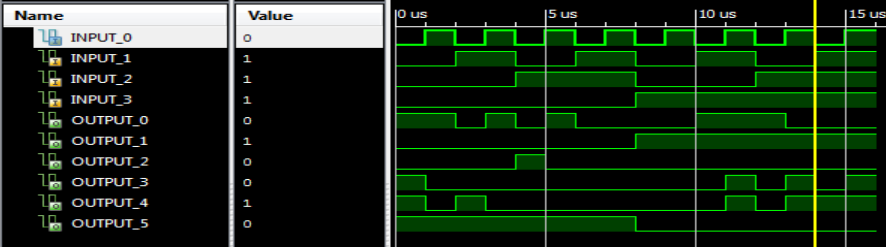 Name Value 0 us 5 us 10 us 15 us
INPUT_0 0
INPUT_1 1
INPUT_2 1
INPUT_3 1
OUTPUT_0 0
OUTPUT_1 1
OUTPUT_2 0
OUTPUT_3 0
OUTPUT_4 1
OUTPUT_5 0